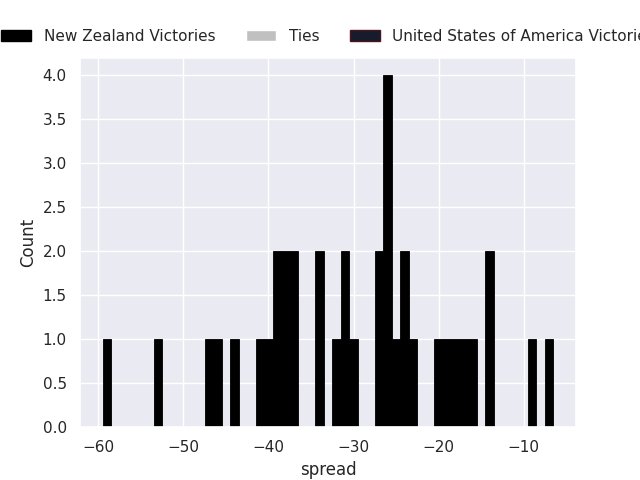 New Zealand Victories Ties United States of America Victorie
4.0
3.5
3.0
2.5
2.0
1.5
1.0
0.5
0.0
Count
−60 −50 −40 −30 −20 −10
spread